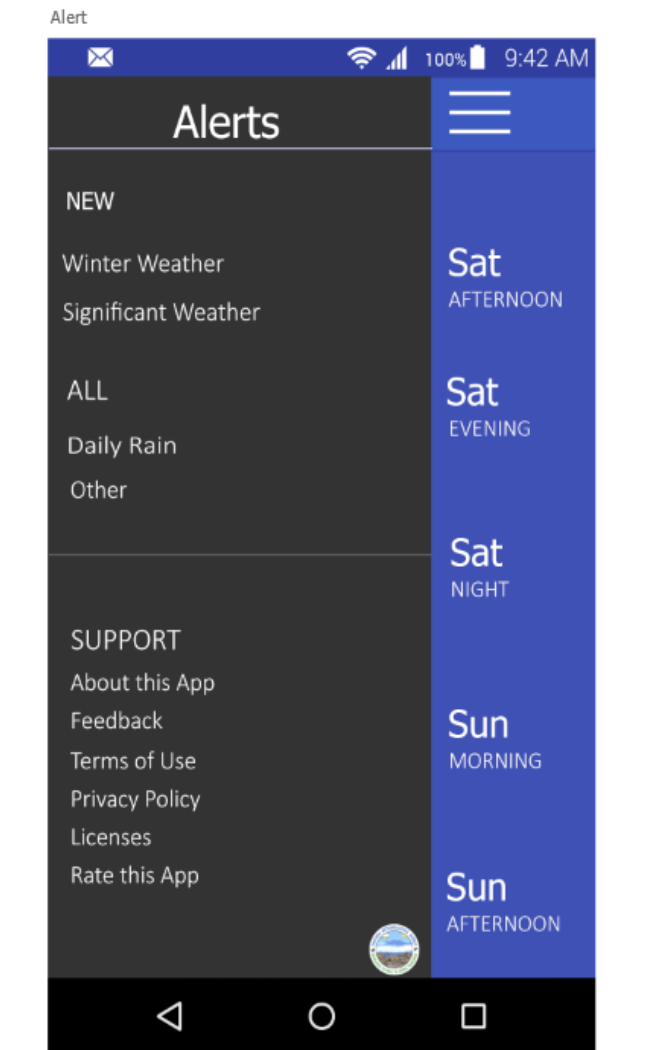 Alert
100% 9:42 AM
Alerts
NEW
Winter Weather
Significant Weather
ALL
Daily Rain
Other
SUPPORT
About this App
Feedback
Terms of Use
Privacy Policy
Licenses
Rate this App
Sat
AFTERNOON
Sat
EVENING
Sat
NIGHT
Sun
MORNING
Sun
AFTERNOON